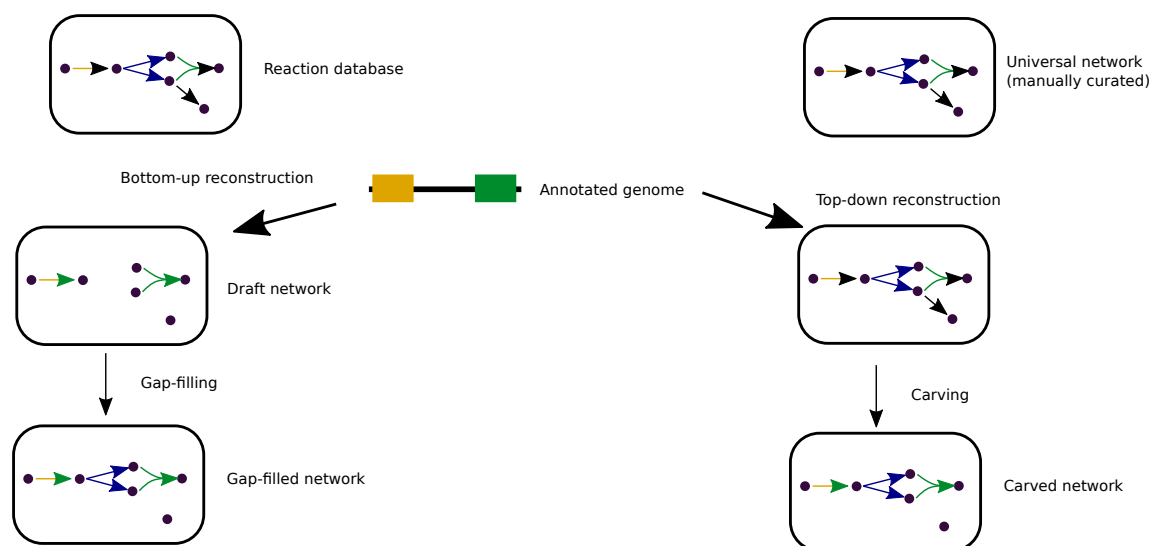 Reaction database
Universal network
(manually curated)
Bottom-up reconstruction
Annotated genome
Top-down reconstruction
Draft network
Gap-filling
Carving
Gap-filled network
Carved network